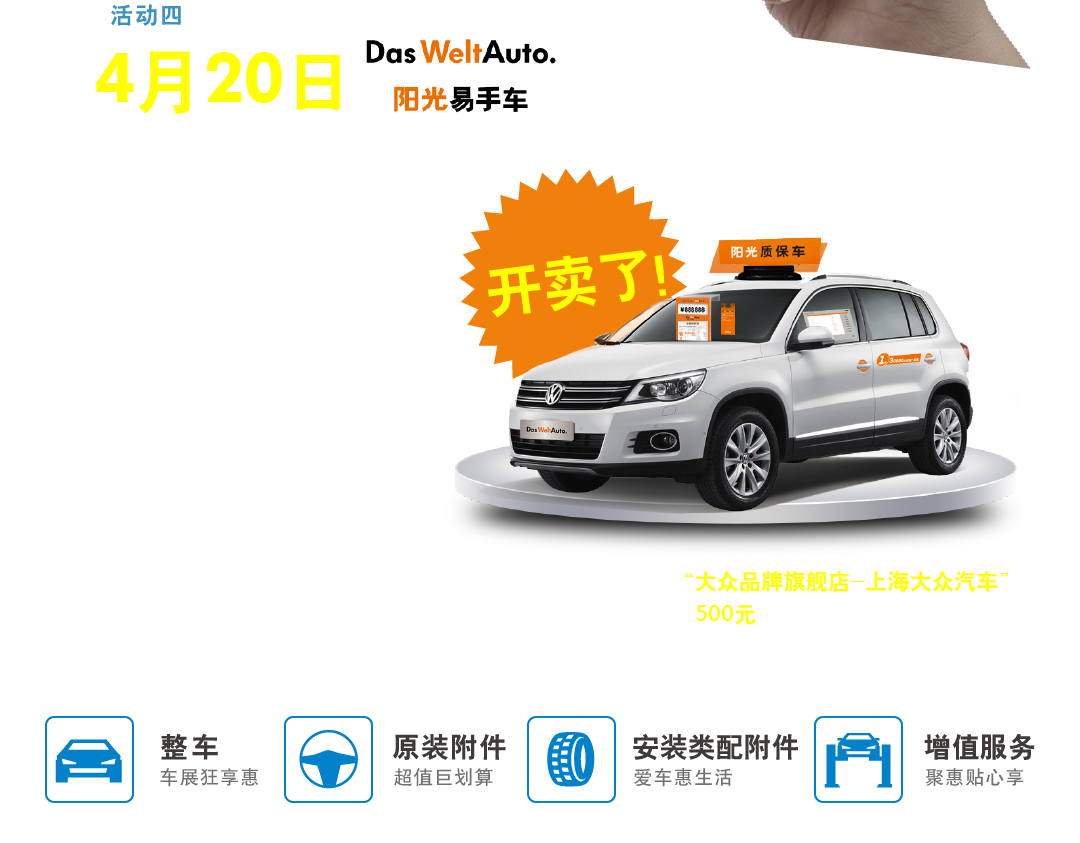 活动四
4月20日
Das WeltAuto.
阳光易手车
开卖了!
阳光质保车
¥888,888
Das WeltAuto.
“大众品牌旗舰店–上海大众汽车”
500元
整车
车展狂享惠
原装附件
超值巨划算
安装类配附件
爱车惠生活
增值服务
聚惠贴心享